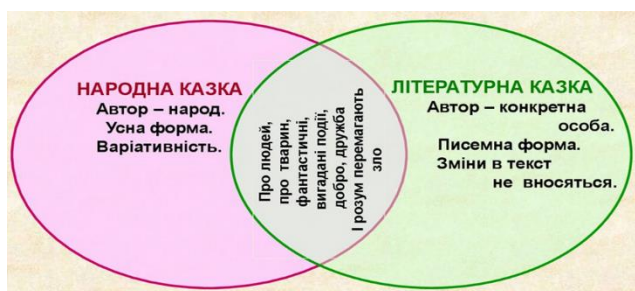 НАРОДНА КАЗКА
Автор – народ.
Усна форма.
Варіативність.
Про людей,
про тварин,
фантастичні,
вигадані події,
добро, дружба
І розум перемагають
зло
ЛІТЕРАТУРНА КАЗКА
Автор – конкретна
особа.
Писемна форма.
Зміни в текст
не вносяться.